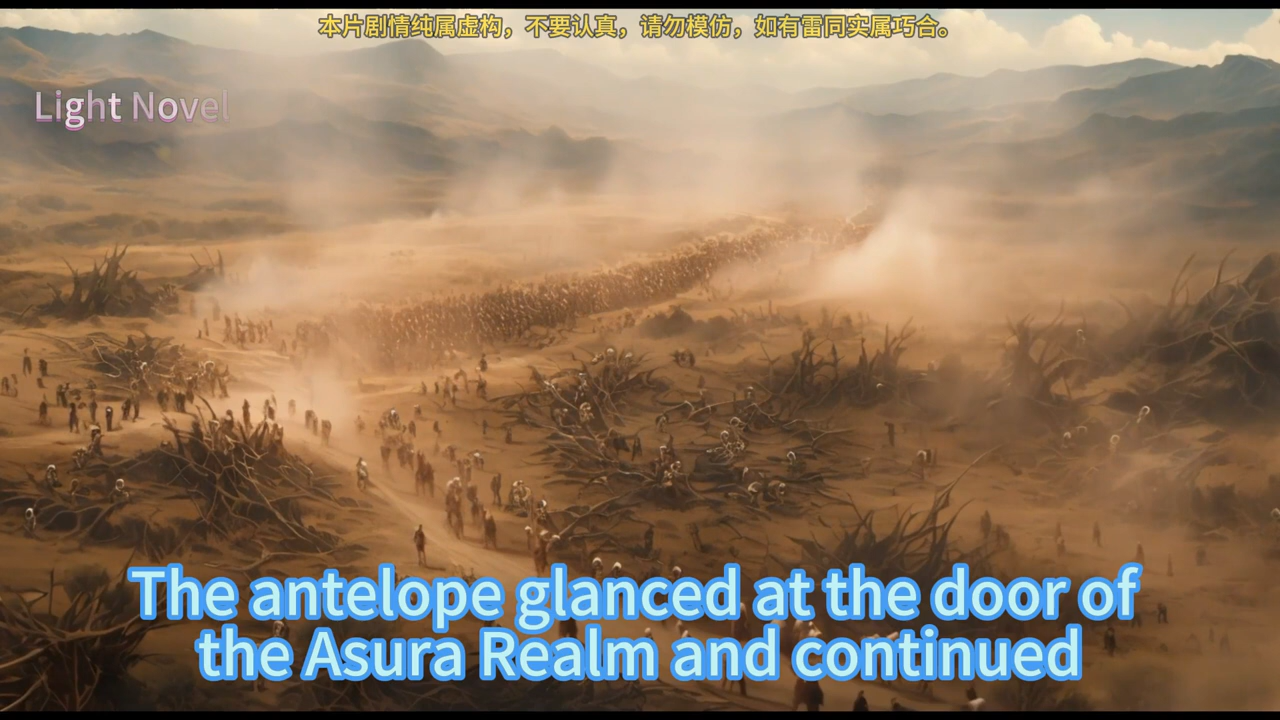 本片剧情纯属虚构，不要认真，请勿模仿，如有雷同实属巧合。
Light Novel
The antelope glanced at the door of
the Asura Realm and continued